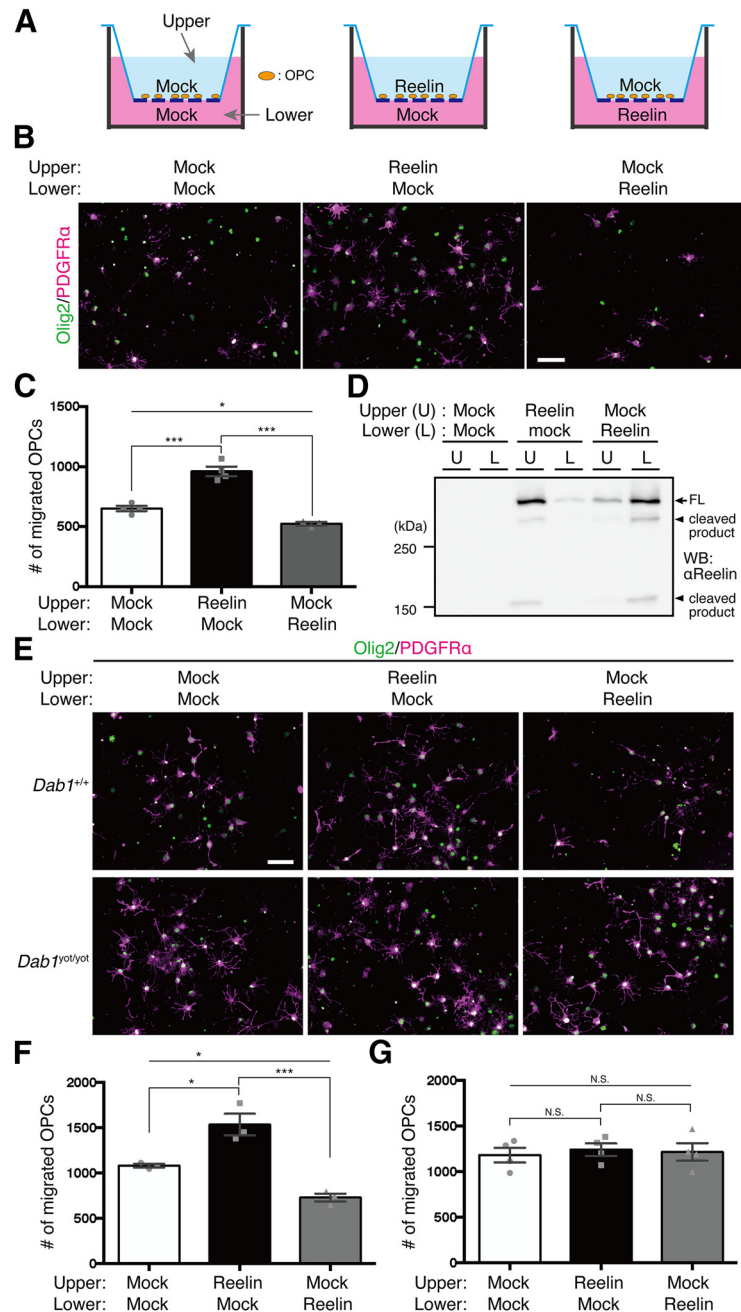 A
Upper
Mock
Mock
: OPC
Lower
Reelin
Mock
Mock
Reelin
B
Upper: Mock Reelin Mock
Lower: Mock Mock Reelin
Olig2/PDGFRα
C
1500
1000
500
0
# of migrated OPCs
*
*** ***
Upper: Mock Reelin Mock
Lower: Mock Mock Reelin
D
Upper (U) : Mock Reelin Mock
Lower (L) : Mock mock Reelin
U L U L U L
(kDa)
250
150
FL
cleaved
product
WB:
αReelin
cleaved
product
E
Olig2/PDGFRα
Upper: Mock Reelin Mock
Lower: Mock Mock Reelin
Dab1+/+
Dab1yot/yot
F
2000
1500
1000
500
0
# of migrated OPCs
*
* ***
Upper: Mock Reelin Mock
Lower: Mock Mock Reelin
G
2000
1500
1000
500
0
# of migrated OPCs
N.S.
N.S. N.S.
Upper: Mock Reelin Mock
Lower: Mock Mock Reelin